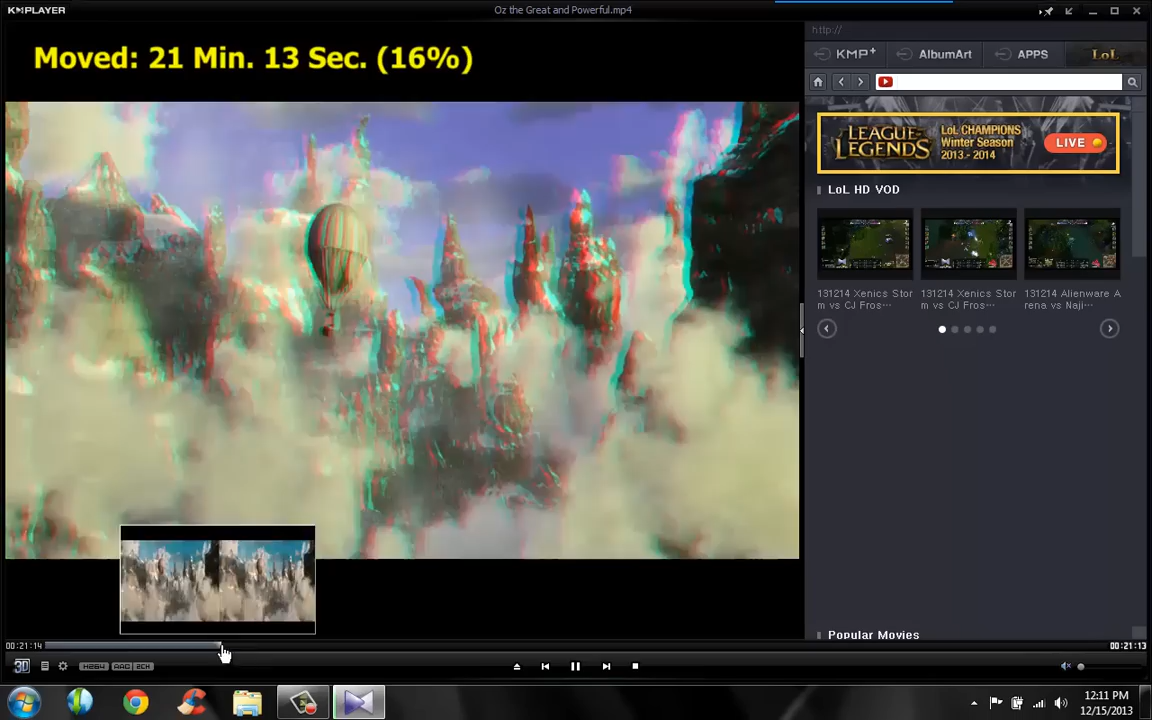 KMPLAYER
Oz the Great and Powerful.mp4
http://
KMP+
AlbumArt
APPS
LoL
Moved: 21 Min. 13 Sec. (16%)
LEAGUE of LEGENDS
LoL CHAMPIONS
Winter Season
2013 - 2014
LIVE
LoL HD VOD
131214 Xenics Stor
m vs CJ Fros…
131214 Xenics Stor
m vs CJ Fros…
131214 Alienware A
rena vs Naji…
Popular Movies
00:21:14
00:21:13
3D
H264
AAC
2CH
12:11 PM
12/15/2013